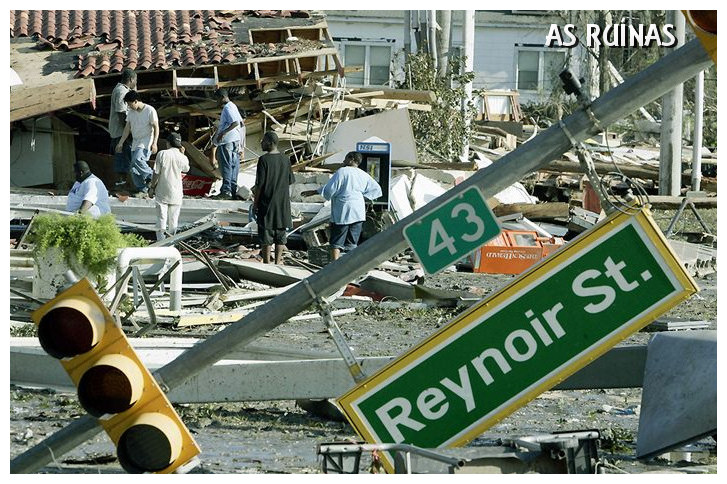 AS RUÍNAS
43
Reynoir St.